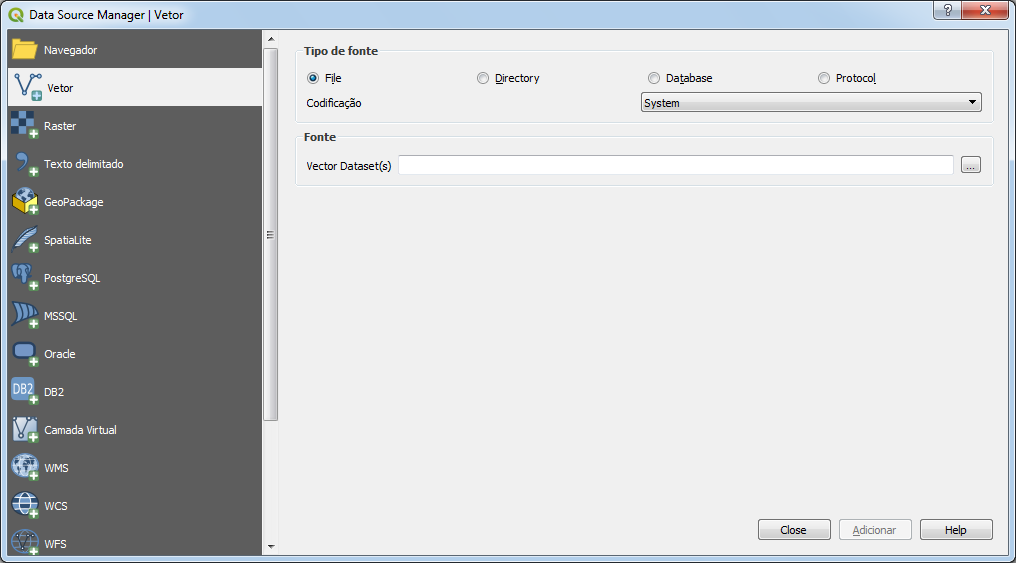 Data Source Manager | Vetor
?
Navegador
Vetor
Raster
Texto delimitado
GeoPackage
SpatiaLite
PostgreSQL
MSSQL
Oracle
DB2
DB2
Camada Virtual
WMS
WCS
WFS
Tipo de fonte
File Directory Database Protocol
Codificação System
Fonte
Vector Dataset(s) ...
Close Adicionar Help